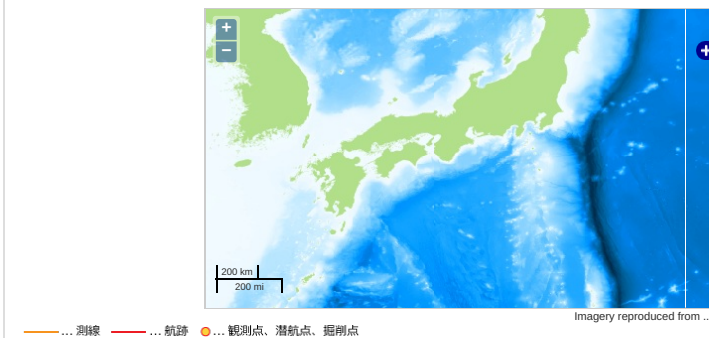 +
−
200 km
200 mi
Imagery reproduced from ...
... 測線 ... 航跡 ... 観測点、潜航点、掘削点